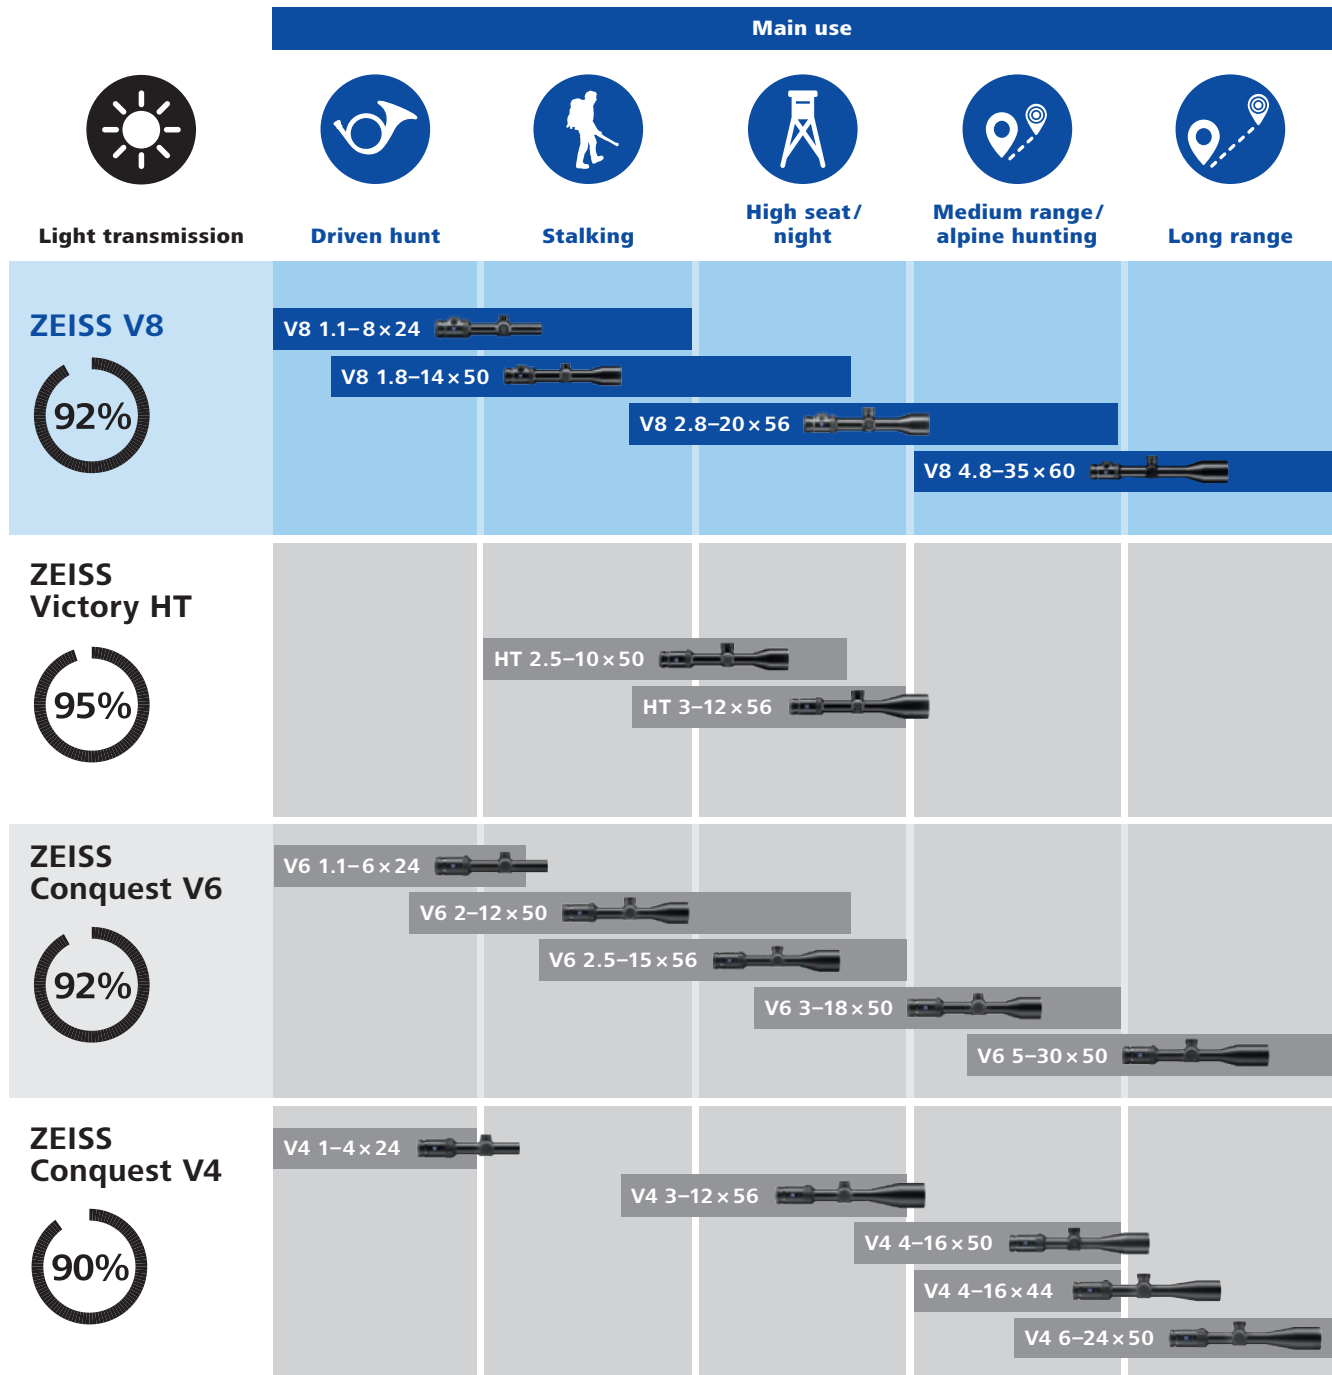 Main use
Light transmission
Driven hunt
Stalking
High seat/
night
Medium range/
alpine hunting
Long range
ZEISS V8
92%
V8 1.1–8×24
V8 1.8–14×50
V8 2.8–20×56
V8 4.8–35×60
ZEISS
Victory HT
95%
HT 2.5–10×50
HT 3–12×56
ZEISS
Conquest V6
92%
V6 1.1–6×24
V6 2–12×50
V6 2.5–15×56
V6 3–18×50
V6 5–30×50
ZEISS
Conquest V4
90%
V4 1–4×24
V4 3–12×56
V4 4–16×50
V4 4–16×44
V4 6–24×50